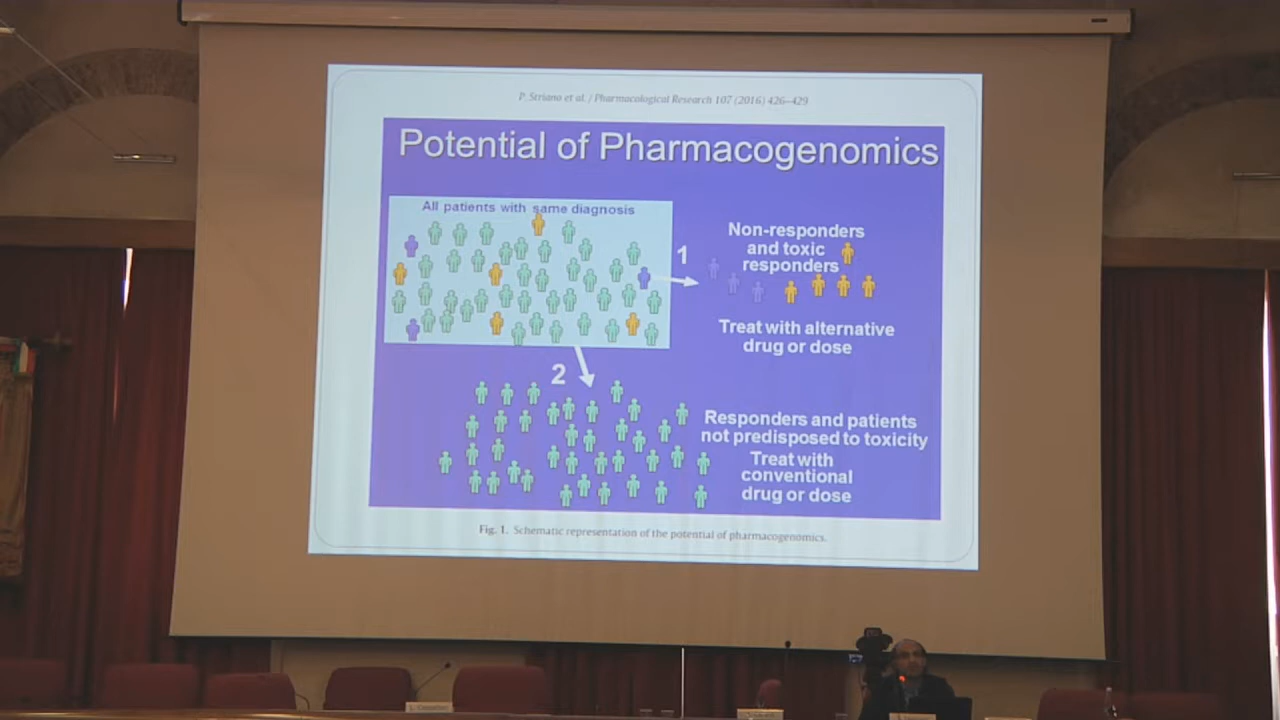 P. Striano et al. / Pharmacological Research 107 (2016) 426–429
Potential of Pharmacogenomics
All patients with same diagnosis
1
Non-responders
and toxic
responders
Treat with alternative
drug or dose
2
Responders and patients
not predisposed to toxicity
Treat with
conventional
drug or dose
Fig. 1. Schematic representation of the potential of pharmacogenomics.